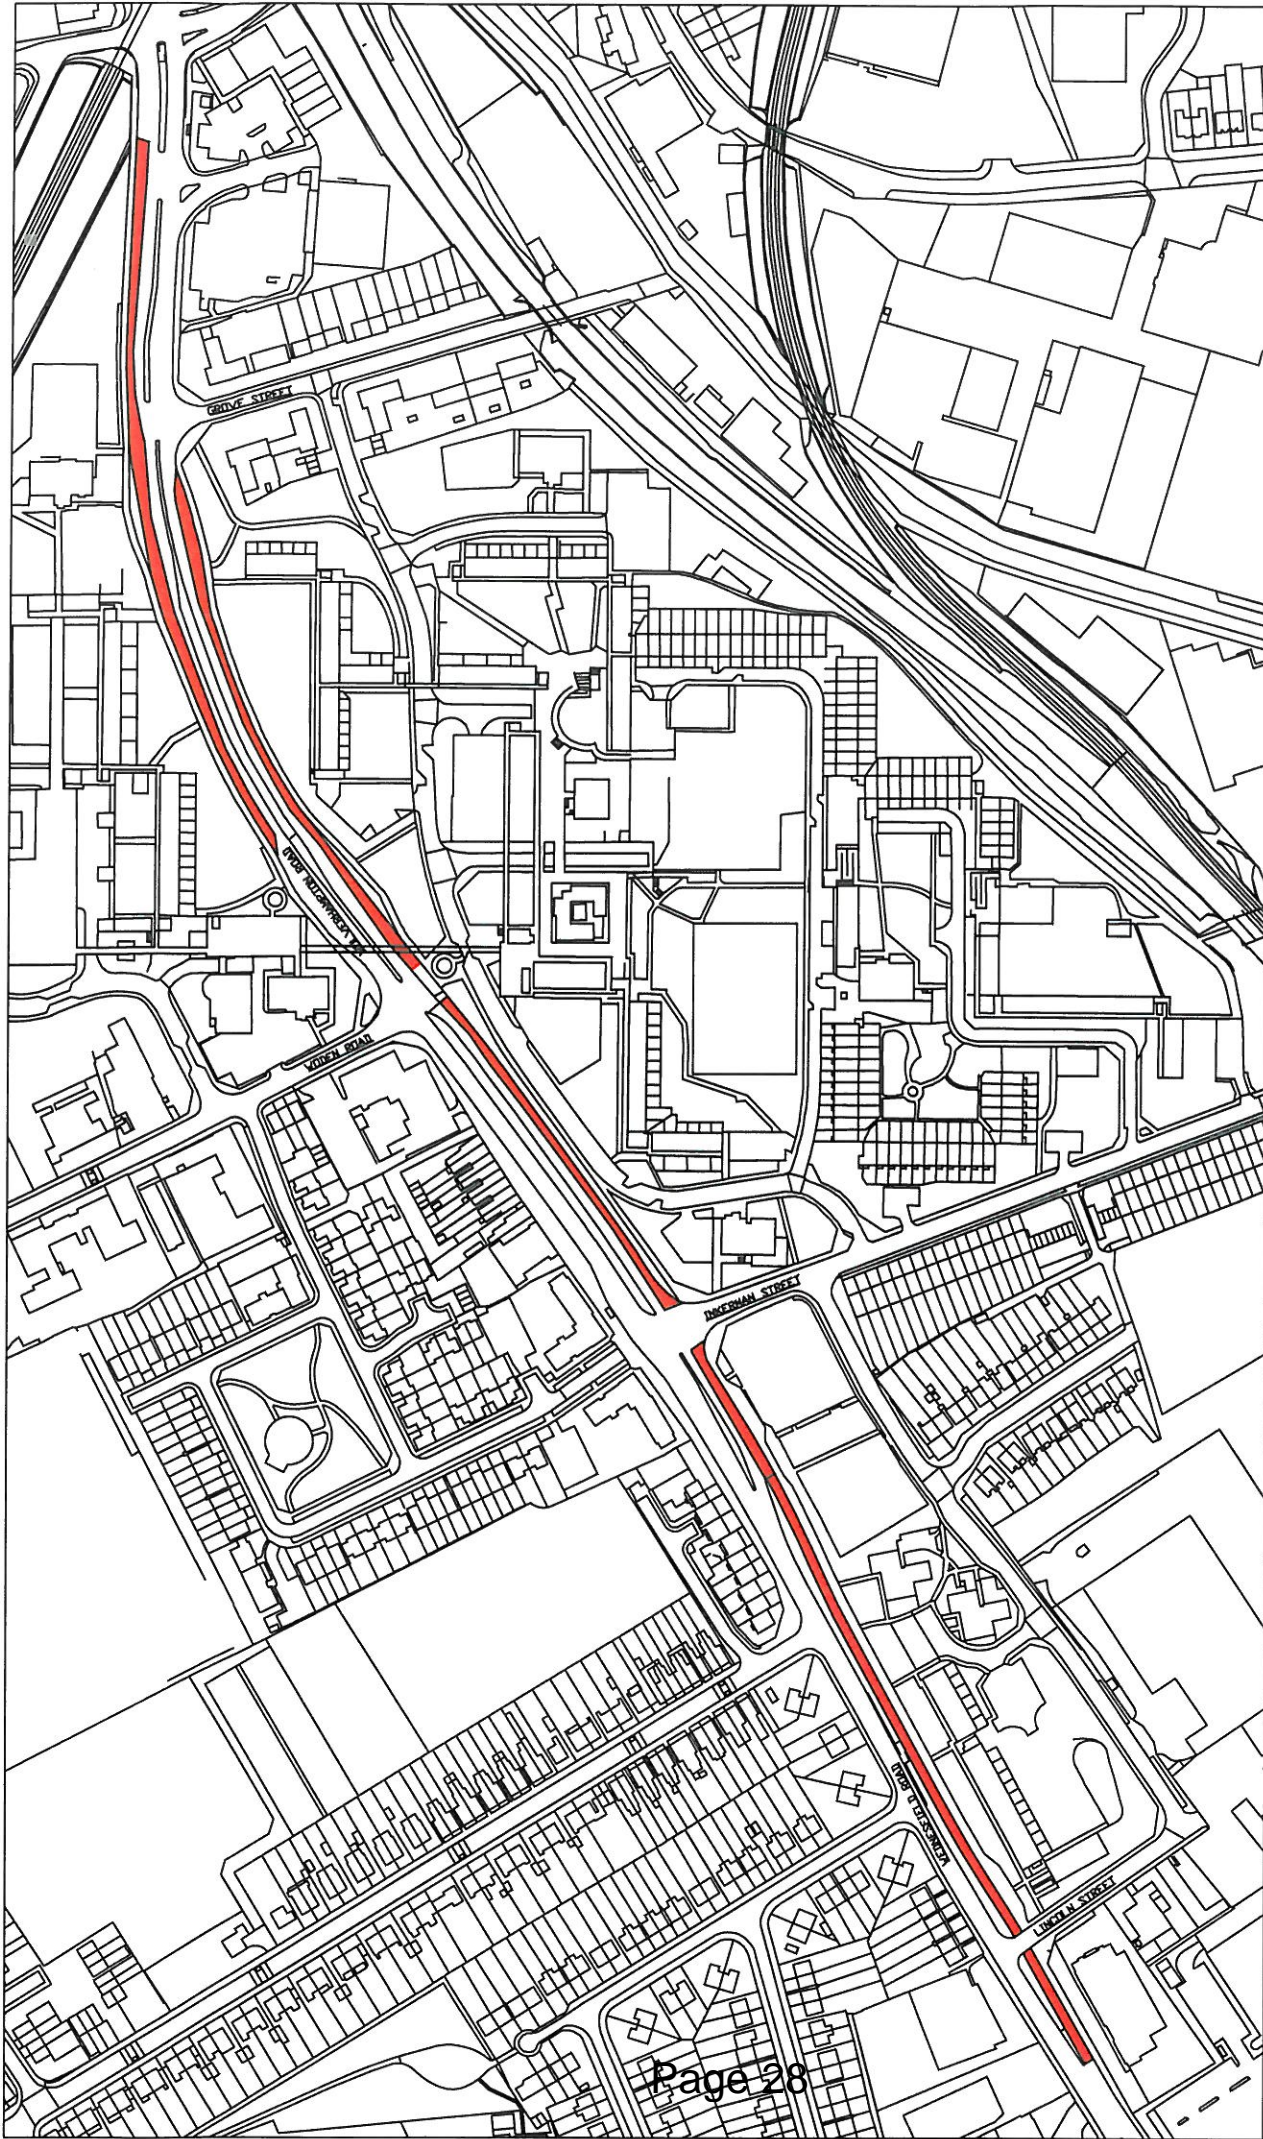 GROVE STREET
WOLVERHAMPTON ROAD
WODEN ROAD
INKERMAN STREET
WEDNESFIELD ROAD
LINCOLN STREET
Page 28